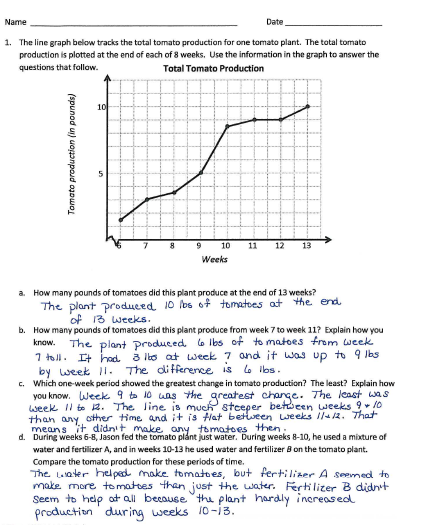 Name
Date
1. The line graph below tracks the total tomato production for one tomato plant. The total tomato
production is plotted at the end of each of 8 weeks. Use the information in the graph to answer the
questions that follow.
Total Tomato Production
Tomato production (in pounds)
10
5
6 7 8 9 10 11 12 13
Weeks
a. How many pounds of tomatoes did this plant produce at the end of 13 weeks?
The plant produced 10 lbs of tomatoes at the end
of 13 weeks.
b. How many pounds of tomatoes did this plant produce from week 7 to week 11? Explain how you
know. The plant produced 6 lbs of tomatoes from week
7 to 11. It had 3 lbs at week 7 and it was up to 9 lbs
by week 11. The difference is 6 lbs.
c. Which one-week period showed the greatest change in tomato production? The least? Explain how
you know. Week 9 to 10 was the greatest change. The least was
week 11 to 12. The line is much steeper between weeks 9 + 10
than any other time and it is flat between weeks 11+12. That
means it didn't make any tomatoes then.
d. During weeks 6-8, Jason fed the tomato plant just water. During weeks 8-10, he used a mixture of
water and fertilizer A, and in weeks 10-13 he used water and fertilizer B on the tomato plant.
Compare the tomato production for these periods of time.
The water helped make tomatoes, but fertilizer A seemed to
make more tomatoes than just the water. Fertilizer B didn't
seem to help at all because the plant hardly increased
production during weeks 10-13.